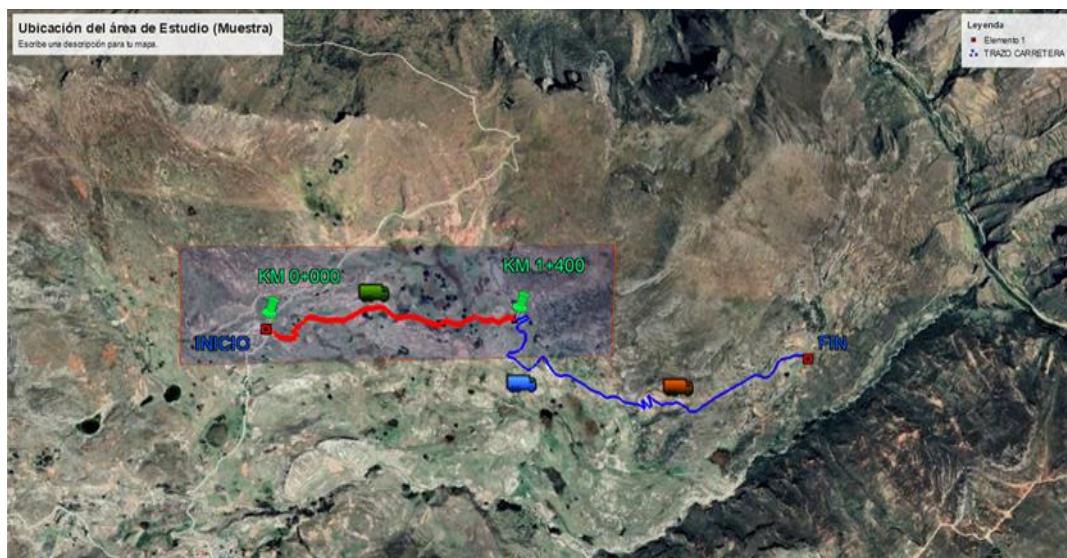 Ubicación del área de Estudio (Muestra)
Escribe una descripción para tu mapa.
Leyenda
Elemento 1
TRAZO CARRETERA
KM 0+000
KM 1+400
INICIO
FIN